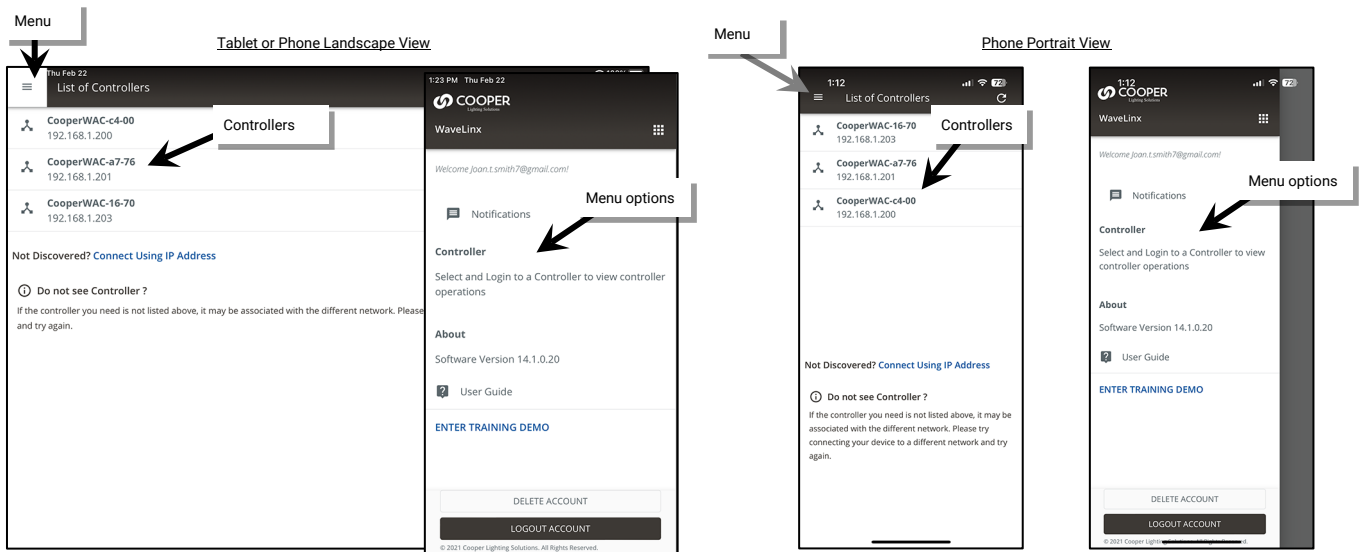 Menu
Tablet or Phone Landscape View
Thu Feb 22
List of Controllers
CooperWAC-c4-00
192.168.1.200
Controllers
CooperWAC-a7-76
192.168.1.201
CooperWAC-16-70
192.168.1.203
Not Discovered? Connect Using IP Address
Do not see Controller ?
If the controller you need is not listed above, it may be associated with the different network. Please
and try again.
1:23 PM Thu Feb 22
COOPER
Lighting Solutions
WaveLinx
Welcome Joan.t.smith7@gmail.com!
Menu options
Notifications
Controller
Select and Login to a Controller to view controller
operations
About
Software Version 14.1.0.20
User Guide
ENTER TRAINING DEMO
DELETE ACCOUNT
LOGOUT ACCOUNT
© 2021 Cooper Lighting Solutions. All Rights Reserved.
Menu
Phone Portrait View
1:12
72
List of Controllers
CooperWAC-16-70
192.168.1.203
Controllers
CooperWAC-a7-76
192.168.1.201
CooperWAC-c4-00
192.168.1.200
Not Discovered? Connect Using IP Address
Do not see Controller ?
If the controller you need is not listed above, it may be
associated with the different network. Please try
connecting your device to a different network and try
again.
1:12
72
COOPER
Lighting Solutions
WaveLinx
Welcome Joan.t.smith7@gmail.com!
Menu options
Notifications
Controller
Select and Login to a Controller to view
controller operations
About
Software Version 14.1.0.20
User Guide
ENTER TRAINING DEMO
DELETE ACCOUNT
LOGOUT ACCOUNT
© 2021 Cooper Lighting Solutions. All Rights Reserved.